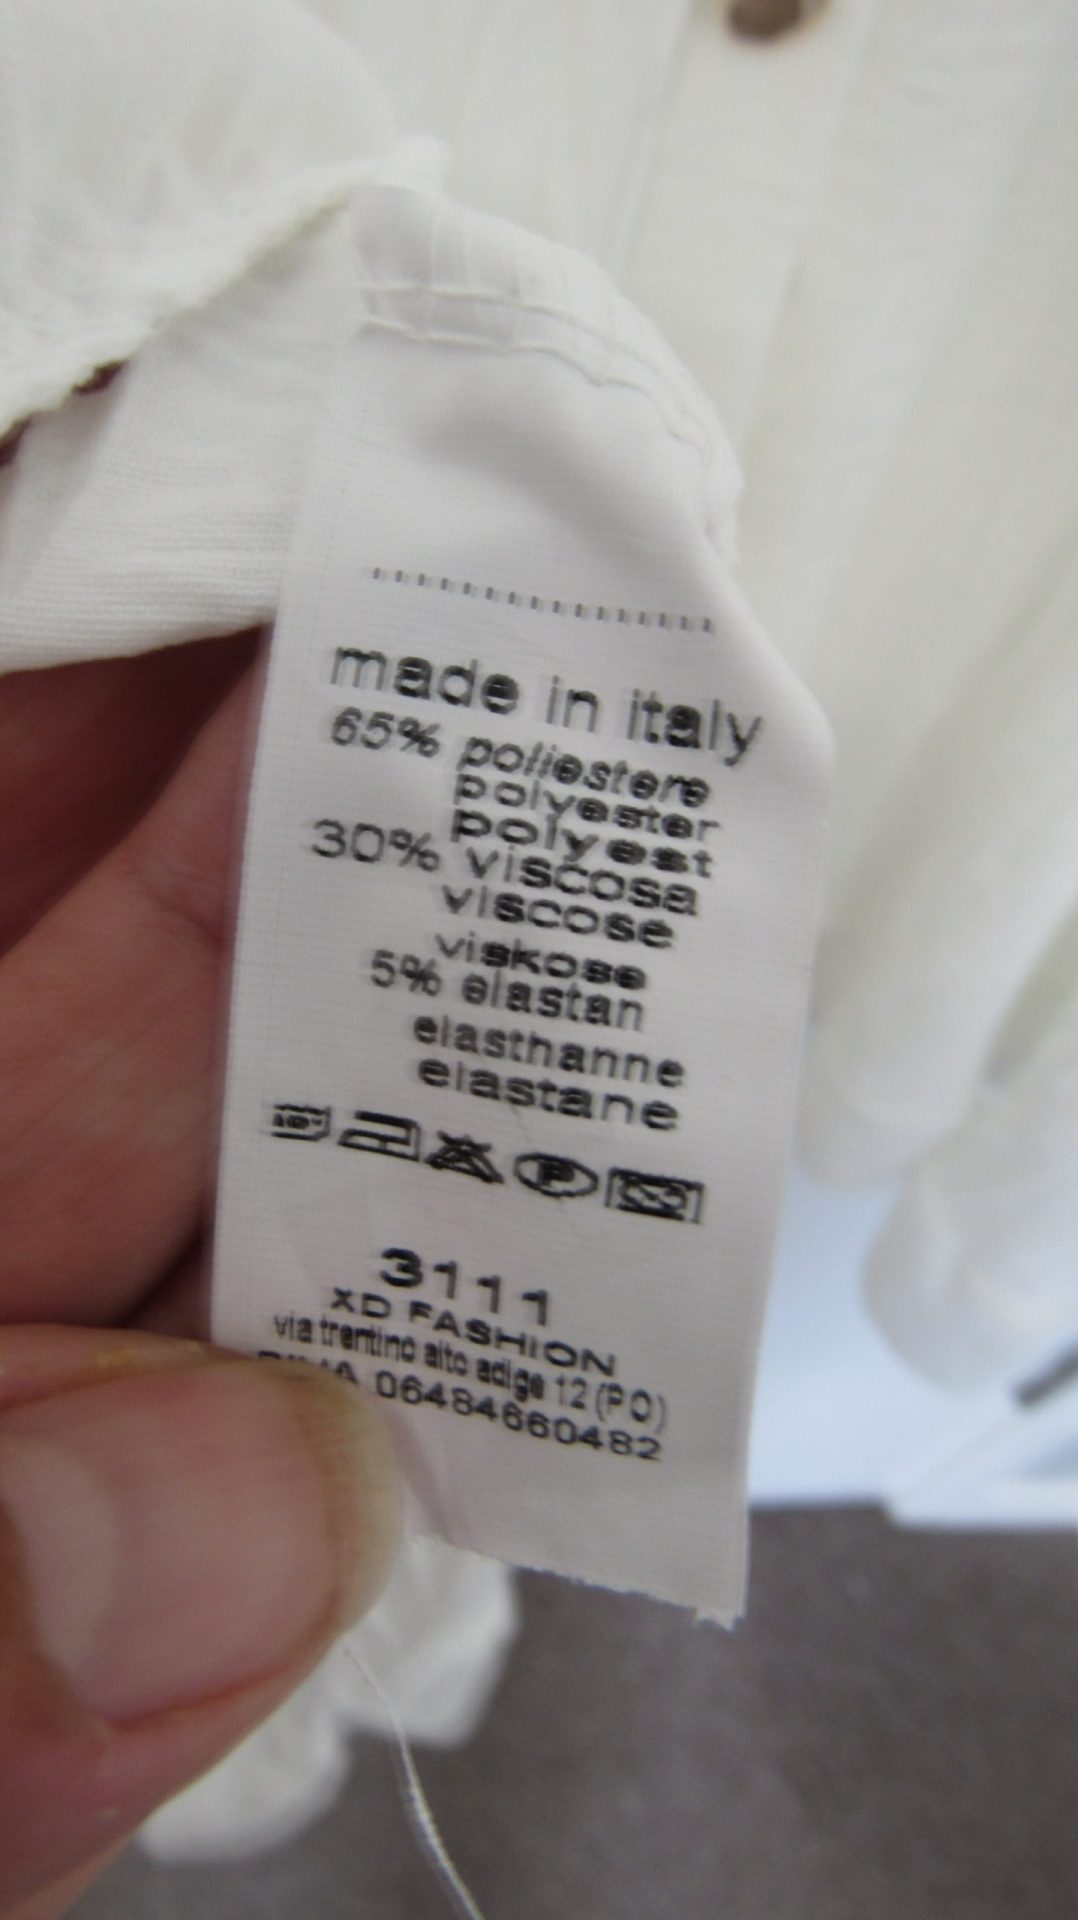 made in italy
65% poliestere
polyester
polyest
30% viscosa
viscose
viskose
5% elastan
elasthanne
elastane
P
3111
XD FASHION
via trentino alto adige 12 (PO)
06484660482